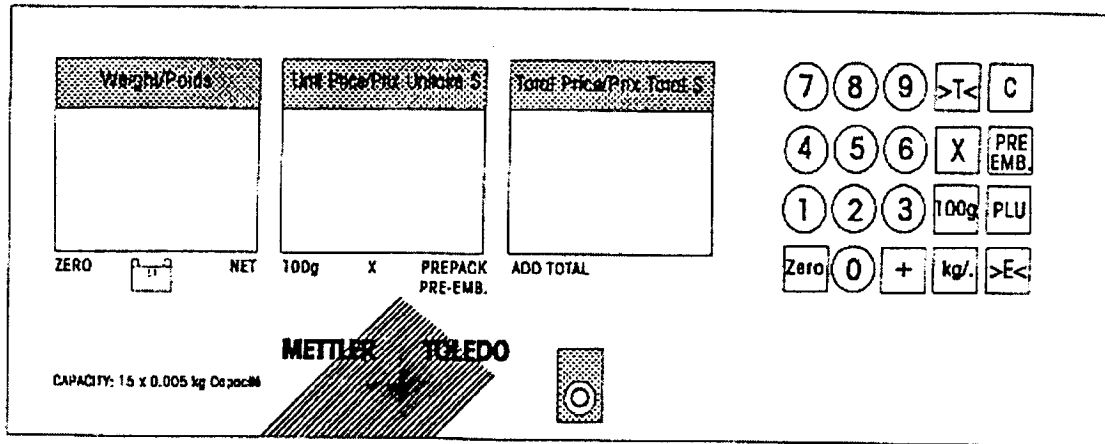 Weight/Poids
Unit Price/Prix Unitaire $
Total Price/Prix Total $
ZERO NET
100g X PREPACK
PRE-EMB.
ADD TOTAL
METTLER TOLEDO
CAPACITY: 15 x 0.005 kg Capacité
7 8 9 >T< C
4 5 6 X PRE EMB.
1 2 3 100g PLU
Zero 0 + kg/. >E<